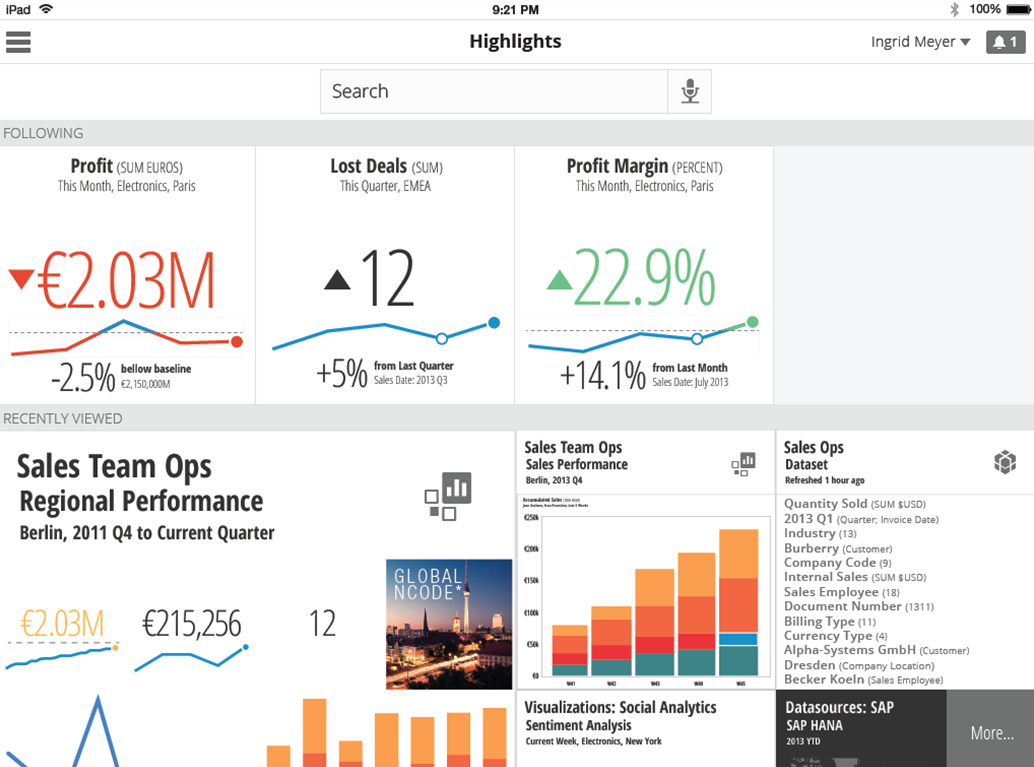 iPad
9:21 PM
100%
Highlights
Ingrid Meyer
1
Search
FOLLOWING
Profit (SUM EUROS)
This Month, Electronics, Paris
€2.03M
-2.5%
bellow baseline
€2,150,000M
Lost Deals (SUM)
This Quarter, EMEA
12
+5%
from Last Quarter
Sales Date: 2013 Q3
Profit Margin (PERCENT)
This Month, Electronics, Paris
22.9%
+14.1%
from Last Month
Sales Date: July 2013
RECENTLY VIEWED
Sales Team Ops
Regional Performance
Berlin, 2011 Q4 to Current Quarter
€2.03M
€215,256
12
GLOBAL
NCODE*
Sales Team Ops
Sales Performance
Berlin, 2013 Q4
€250k
€200k
€150k
€100k
€50k
€0
Sales Ops
Dataset
Refreshed 1 hour ago
Quantity Sold (SUM $USD)
2013 Q1 (Quarter; Invoice Date)
Industry (13)
Burberry (Customer)
Company Code (9)
Internal Sales (SUM $USD)
Sales Employee (18)
Document Number (1311)
Billing Type (11)
Currency Type (4)
Alpha-Systems GmbH (Customer)
Dresden (Company Location)
Becker Koeln (Sales Employee)
Visualizations: Social Analytics
Sentiment Analysis
Current Week, Electronics, New York
Datasources: SAP
SAP HANA
2013 YTD
More...